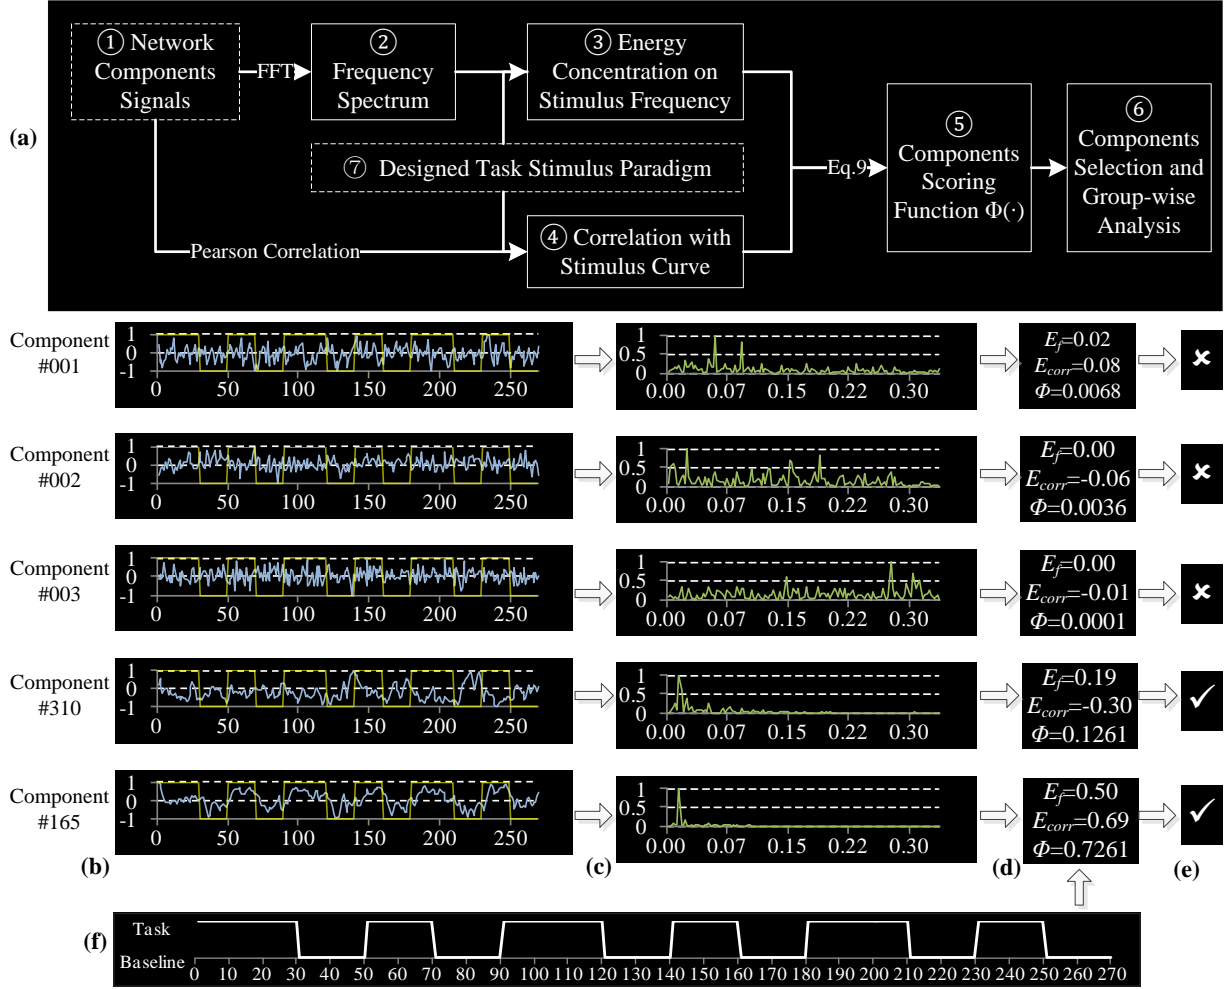 (a)
① Network
Components
Signals
FFT
②
Frequency
Spectrum
③ Energy
Concentration on
Stimulus Frequency
⑦ Designed Task Stimulus Paradigm
Pearson Correlation
④ Correlation with
Stimulus Curve
Eq.9
⑤
Components
Scoring
Function Φ(·)
⑥
Components
Selection and
Group-wise
Analysis
Component
#001
1
0
-1
50 100 150 200 250
1
0.5
0
0.00 0.07 0.15 0.22 0.30
E_f=0.02
E_corr=0.08
Φ=0.0068
✘
Component
#002
1
0
-1
50 100 150 200 250
1
0.5
0
0.00 0.07 0.15 0.22 0.30
E_f=0.00
E_corr=-0.06
Φ=0.0036
✘
Component
#003
1
0
-1
50 100 150 200 250
1
0.5
0
0.00 0.07 0.15 0.22 0.30
E_f=0.00
E_corr=-0.01
Φ=0.0001
✘
Component
#310
1
0
-1
50 100 150 200 250
1
0.5
0
0.00 0.07 0.15 0.22 0.30
E_f=0.19
E_corr=-0.30
Φ=0.1261
✓
Component
#165
1
0
-1
50 100 150 200 250
1
0.5
0
0.00 0.07 0.15 0.22 0.30
E_f=0.50
E_corr=0.69
Φ=0.7261
✓
(b) (c) (d) (e)
(f)
Task
Baseline
0 10 20 30 40 50 60 70 80 90 100 110 120 130 140 150 160 170 180 190 200 210 220 230 240 250 260 270